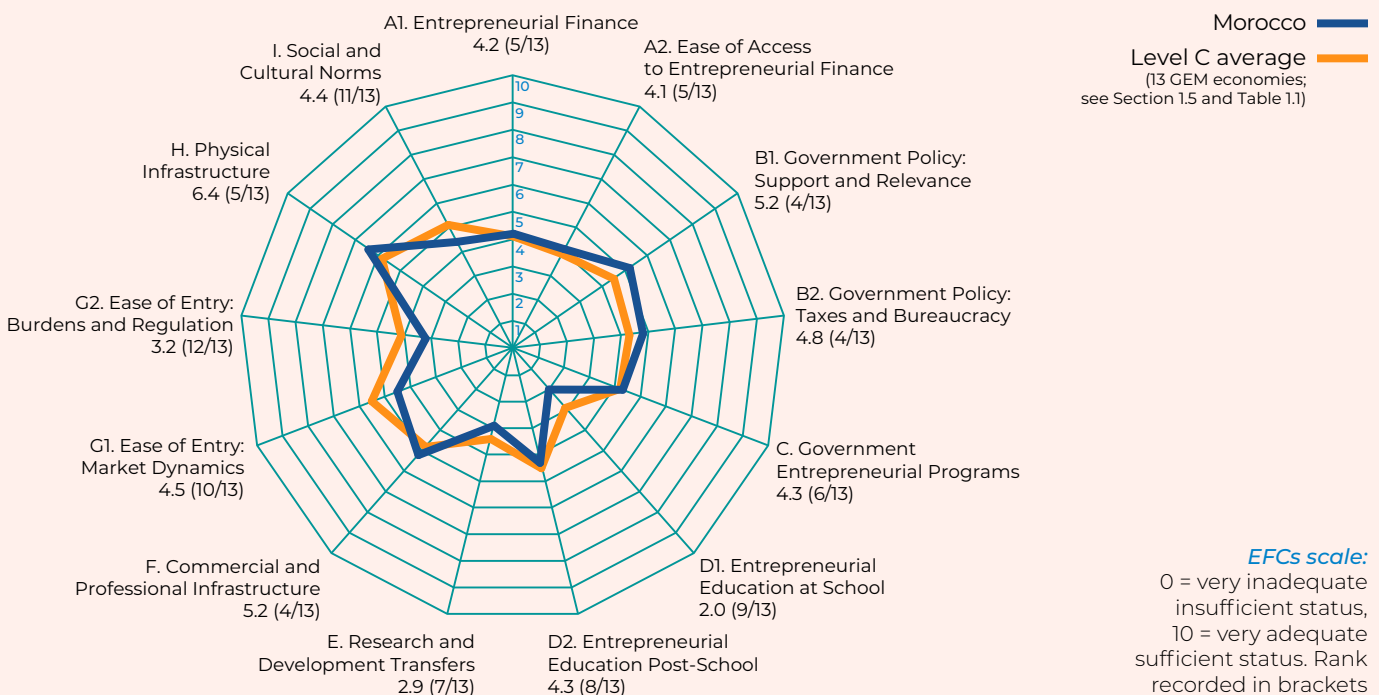 A1. Entrepreneurial Finance
4.2 (5/13)
A2. Ease of Access
to Entrepreneurial Finance
4.1 (5/13)
B1. Government Policy:
Support and Relevance
5.2 (4/13)
B2. Government Policy:
Taxes and Bureaucracy
4.8 (4/13)
C. Government
Entrepreneurial Programs
4.3 (6/13)
D1. Entrepreneurial
Education at School
2.0 (9/13)
D2. Entrepreneurial
Education Post-School
4.3 (8/13)
E. Research and
Development Transfers
2.9 (7/13)
F. Commercial and
Professional Infrastructure
5.2 (4/13)
G1. Ease of Entry:
Market Dynamics
4.5 (10/13)
G2. Ease of Entry:
Burdens and Regulation
3.2 (12/13)
H. Physical
Infrastructure
6.4 (5/13)
I. Social and
Cultural Norms
4.4 (11/13)
10
9
8
7
6
5
4
3
2
1
Morocco
Level C average
(13 GEM economies;
see Section 1.5 and Table 1.1)
EFCs scale:
0 = very inadequate
insufficient status,
10 = very adequate
sufficient status. Rank
recorded in brackets